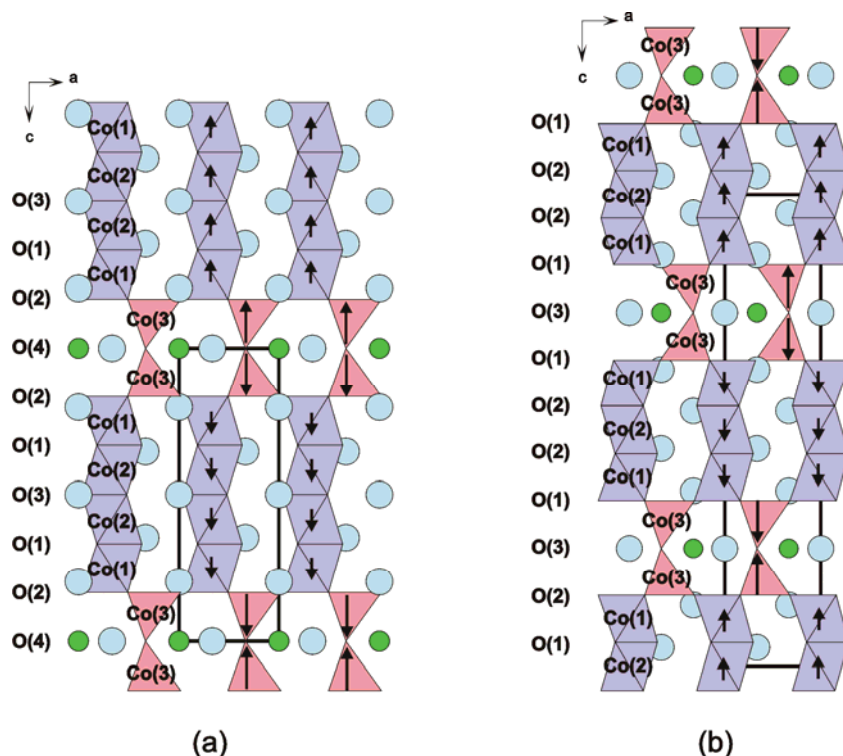 a
c
Co(1)
Co(2)
O(3)
Co(2)
O(1)
Co(1)
O(2)
Co(3)
O(4)
Co(3)
O(2)
Co(1)
O(1)
Co(2)
O(3)
Co(2)
O(1)
Co(1)
O(2)
Co(3)
O(4)
Co(3)
(a)
a
c
Co(3)
Co(3)
O(1)
Co(1)
O(2)
Co(2)
O(2)
Co(1)
O(1)
Co(3)
O(3)
Co(3)
O(1)
Co(1)
O(2)
Co(2)
O(2)
Co(1)
O(1)
Co(3)
O(3)
Co(3)
O(2)
Co(1)
O(1)
Co(2)
(b)